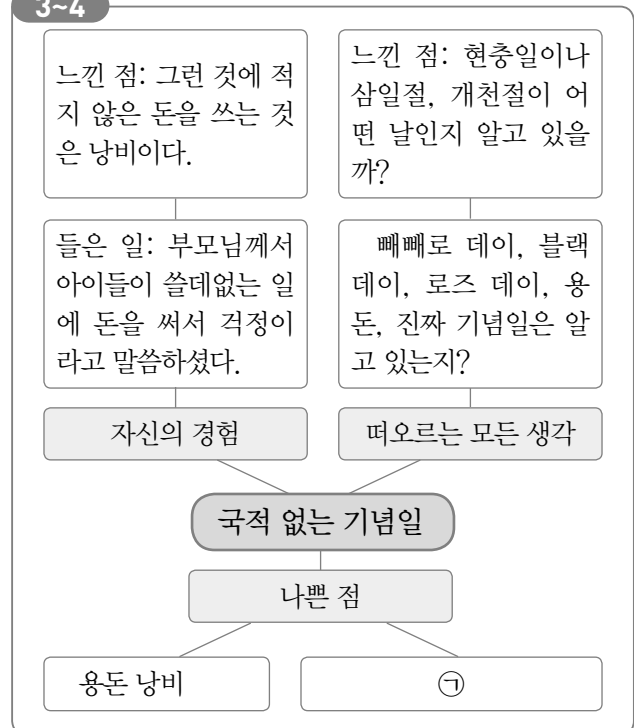 3~4
느낀 점: 그런 것에 적
지 않은 돈을 쓰는 것
은 낭비이다.
느낀 점: 현충일이나
삼일절, 개천절이 어
떤 날인지 알고 있을
까?
들은 일: 부모님께서
아이들이 쓸데없는 일
에 돈을 써서 걱정이
라고 말씀하셨다.
빼빼로 데이, 블랙
데이, 로즈 데이, 용
돈, 진짜 기념일은 알
고 있는지?
자신의 경험
떠오르는 모든 생각
국적 없는 기념일
나쁜 점
용돈 낭비
㉠